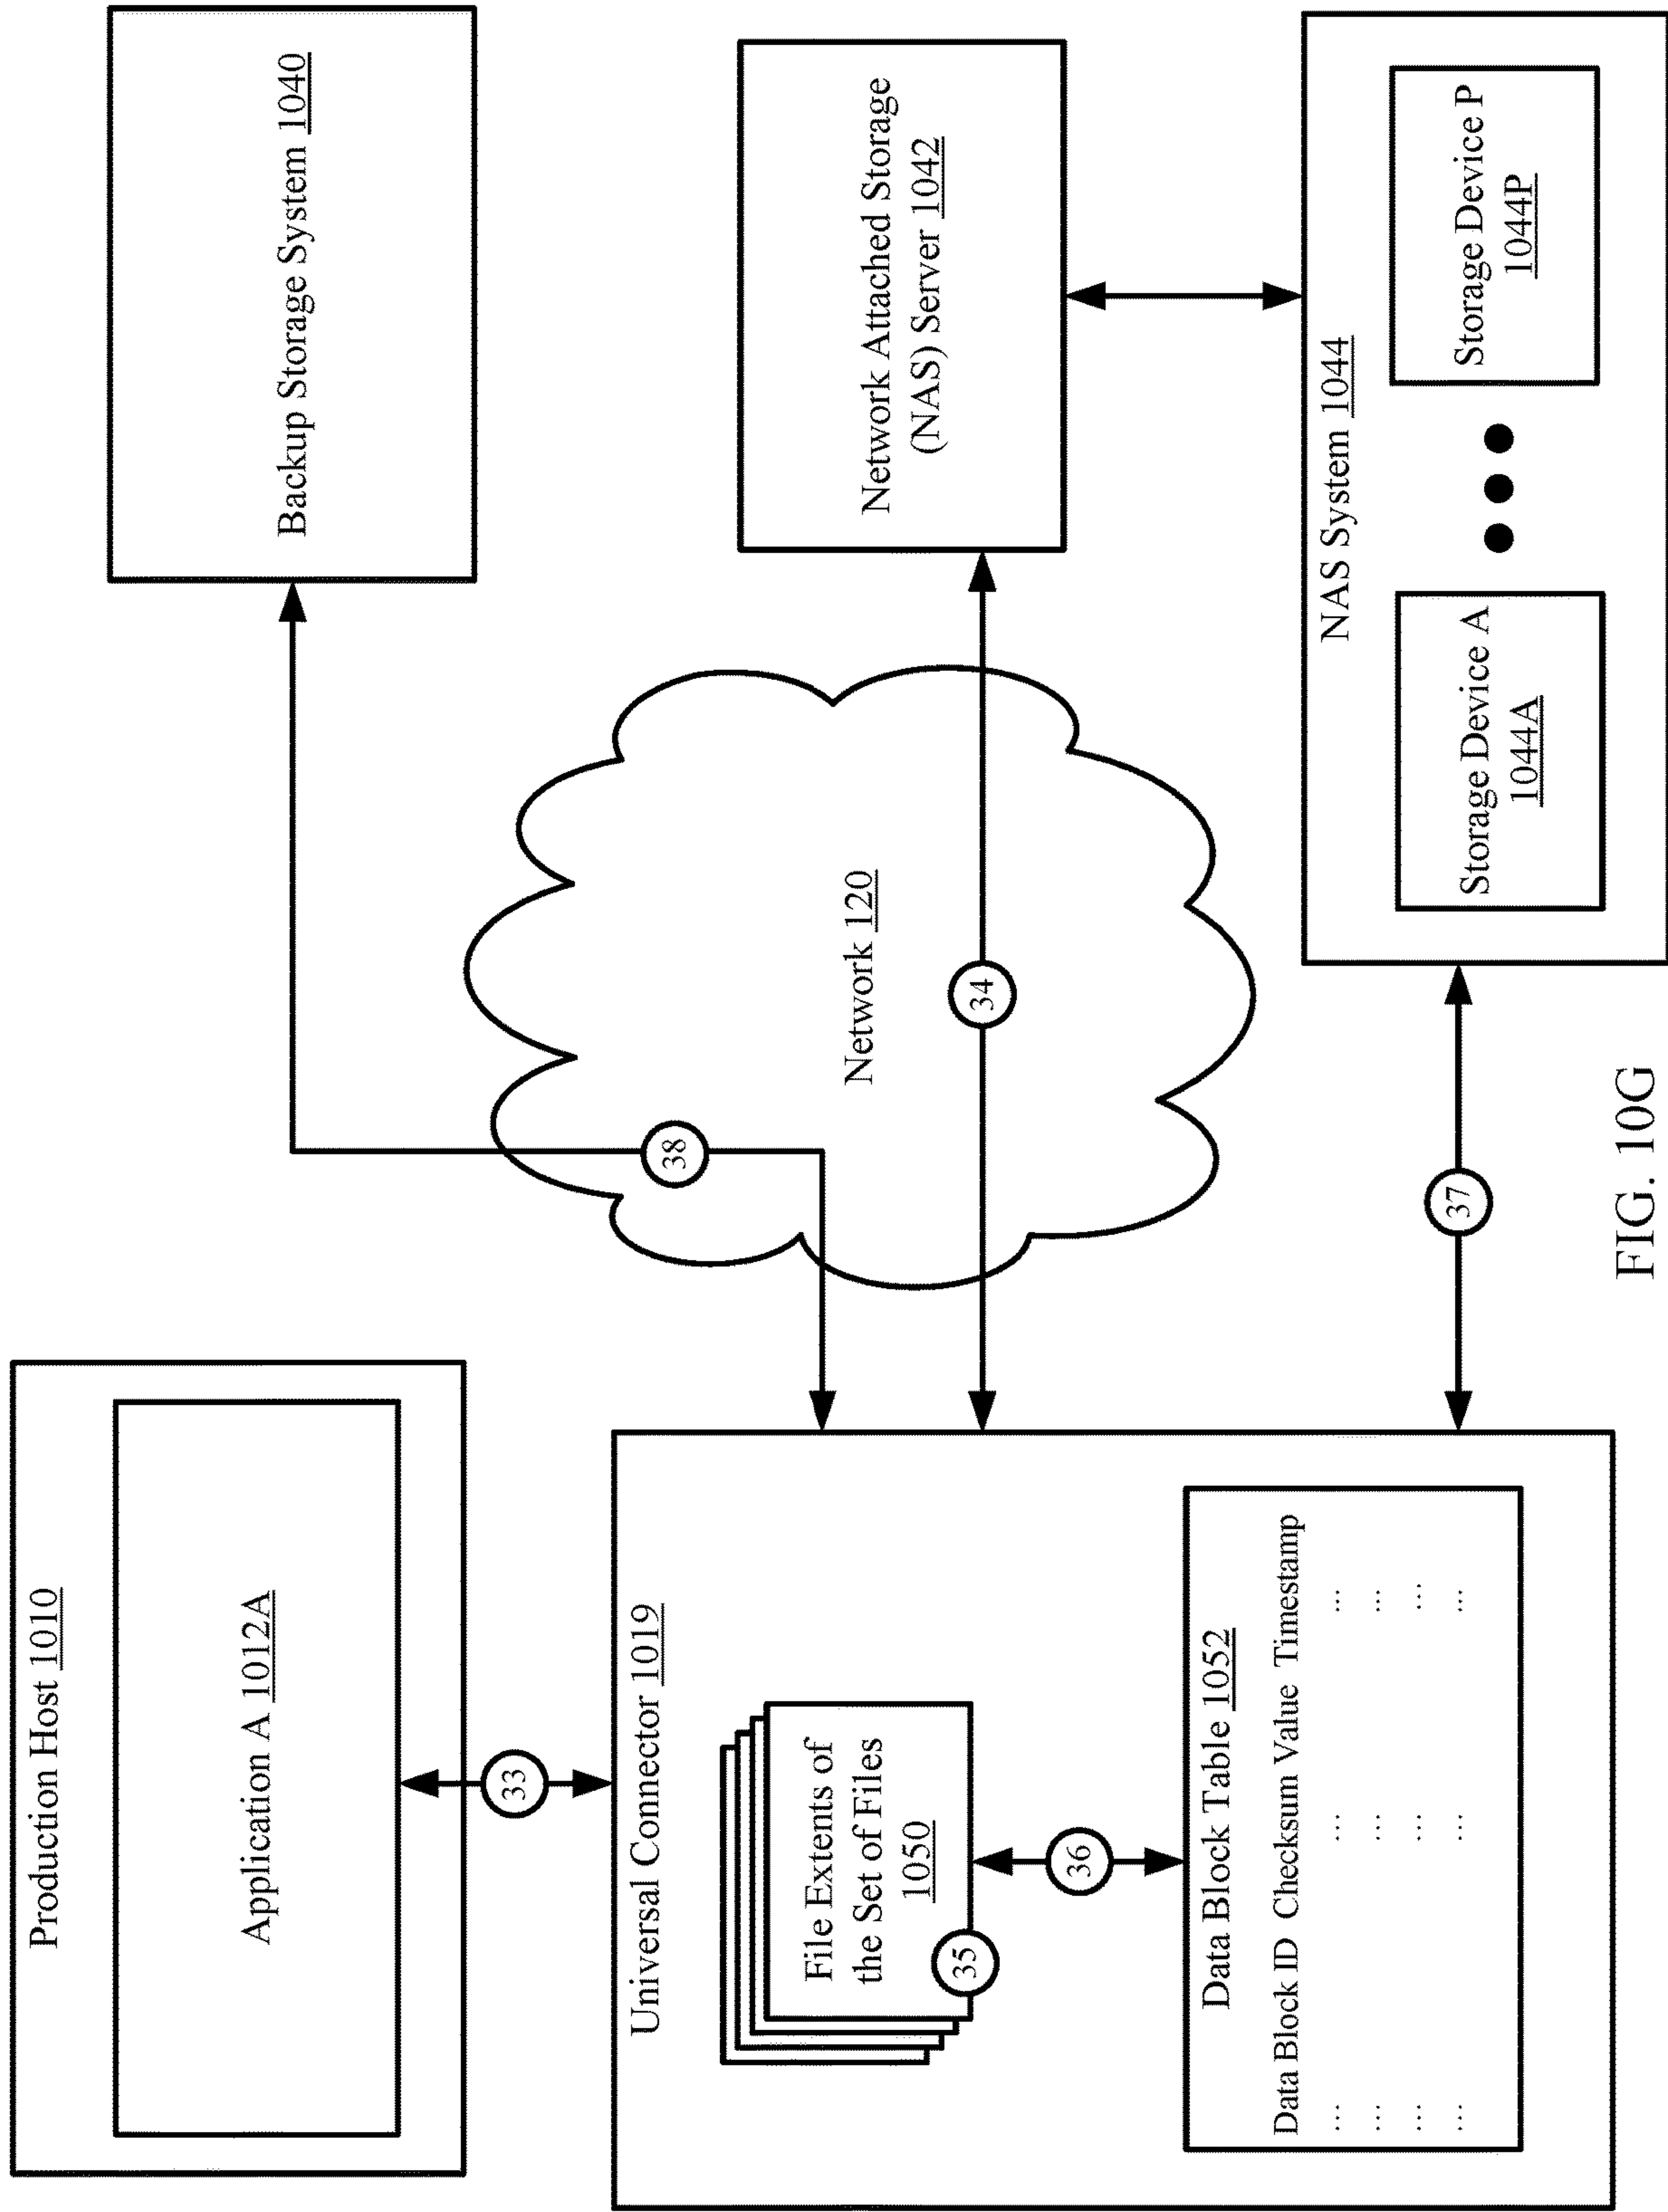 Production Host 1010
Application A 1012A
33
Universal Connector 1019
File Extents of
the Set of Files
1050
35
36
Data Block Table 1052
Data Block ID Checksum Value Timestamp
... ... ...
... ... ...
... ... ...
... ... ...
Network 120
38
34
37
Backup Storage System 1040
Network Attached Storage
(NAS) Server 1042
NAS System 1044
Storage Device A
1044A
Storage Device P
1044P
FIG. 10G